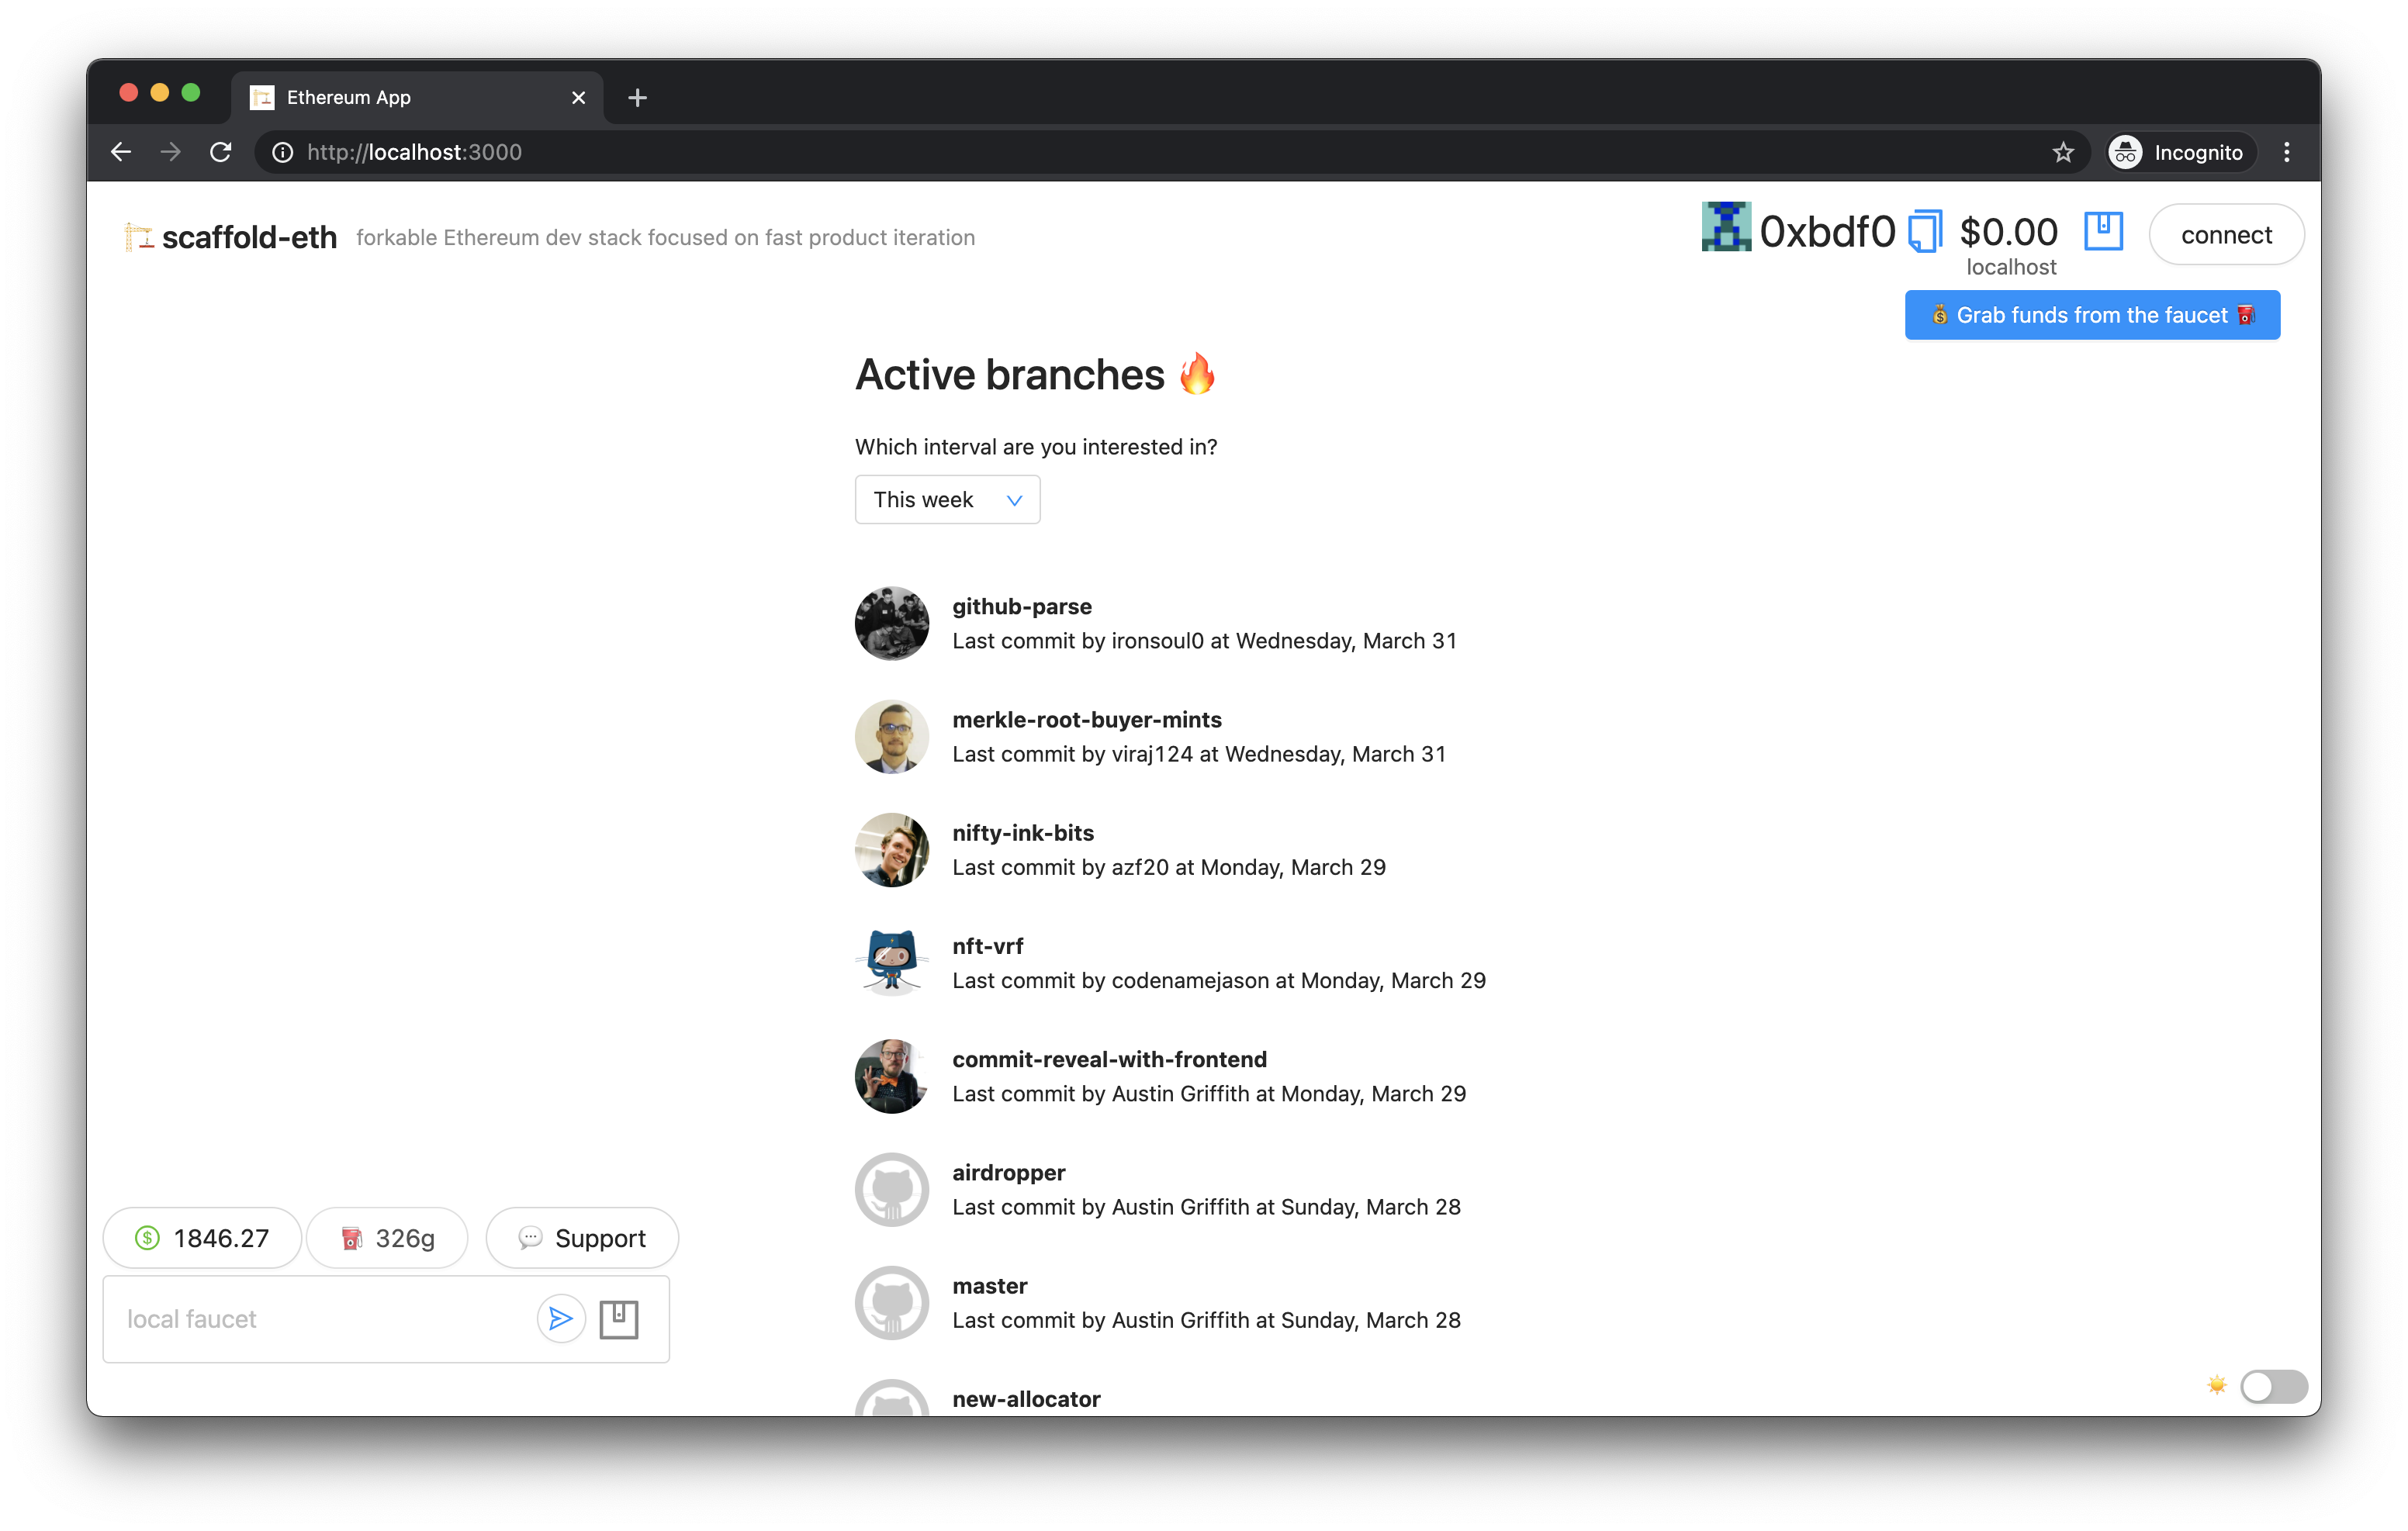 Ethereum App
http://localhost:3000
Incognito
scaffold-eth forkable Ethereum dev stack focused on fast product iteration
0xbdf0 $0.00 connect
localhost
Grab funds from the faucet
Active branches
Which interval are you interested in?
This week
github-parse
Last commit by ironsoul0 at Wednesday, March 31
merkle-root-buyer-mints
Last commit by viraj124 at Wednesday, March 31
nifty-ink-bits
Last commit by azf20 at Monday, March 29
nft-vrf
Last commit by codenamejason at Monday, March 29
commit-reveal-with-frontend
Last commit by Austin Griffith at Monday, March 29
airdropper
Last commit by Austin Griffith at Sunday, March 28
master
Last commit by Austin Griffith at Sunday, March 28
new-allocator
1846.27 326g Support
local faucet